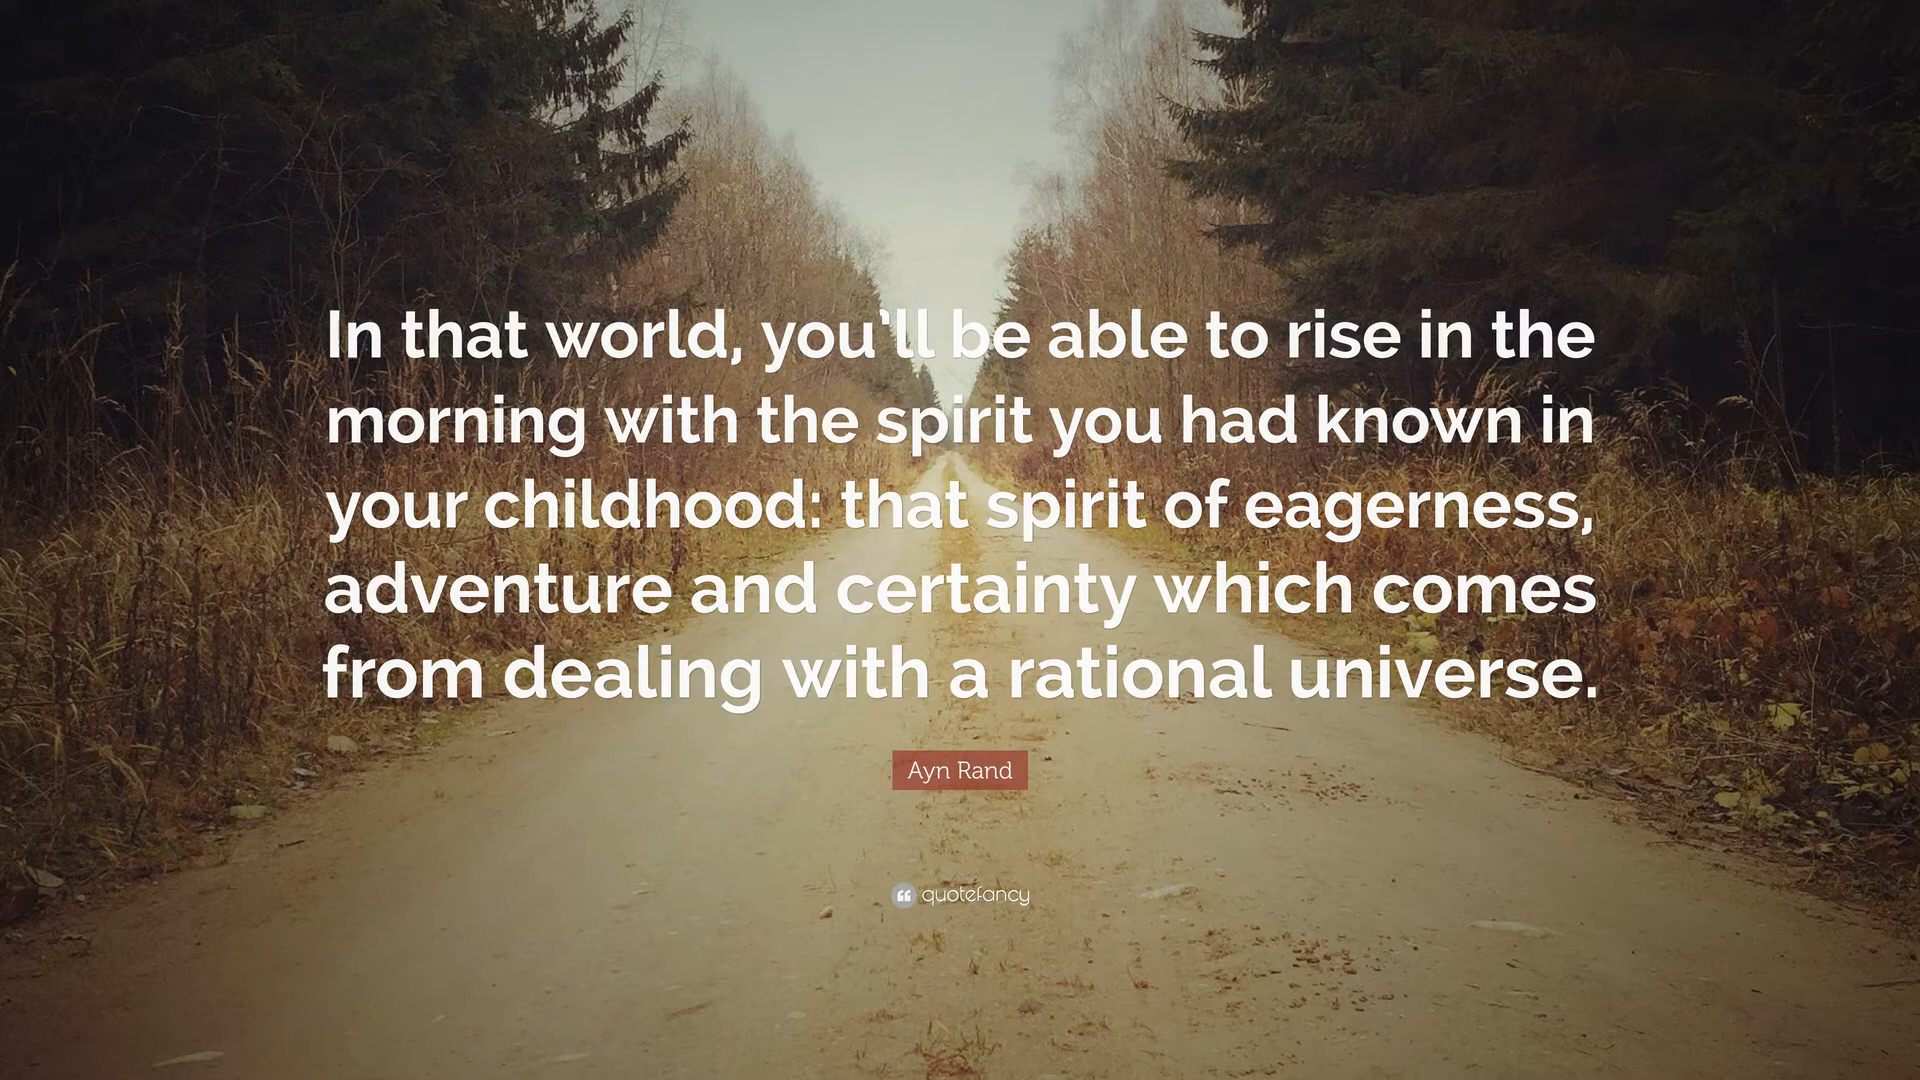 In that world, you’ll be able to rise in the
morning with the spirit you had known in
your childhood: that spirit of eagerness,
adventure and certainty which comes
from dealing with a rational universe.
Ayn Rand
quotefancy